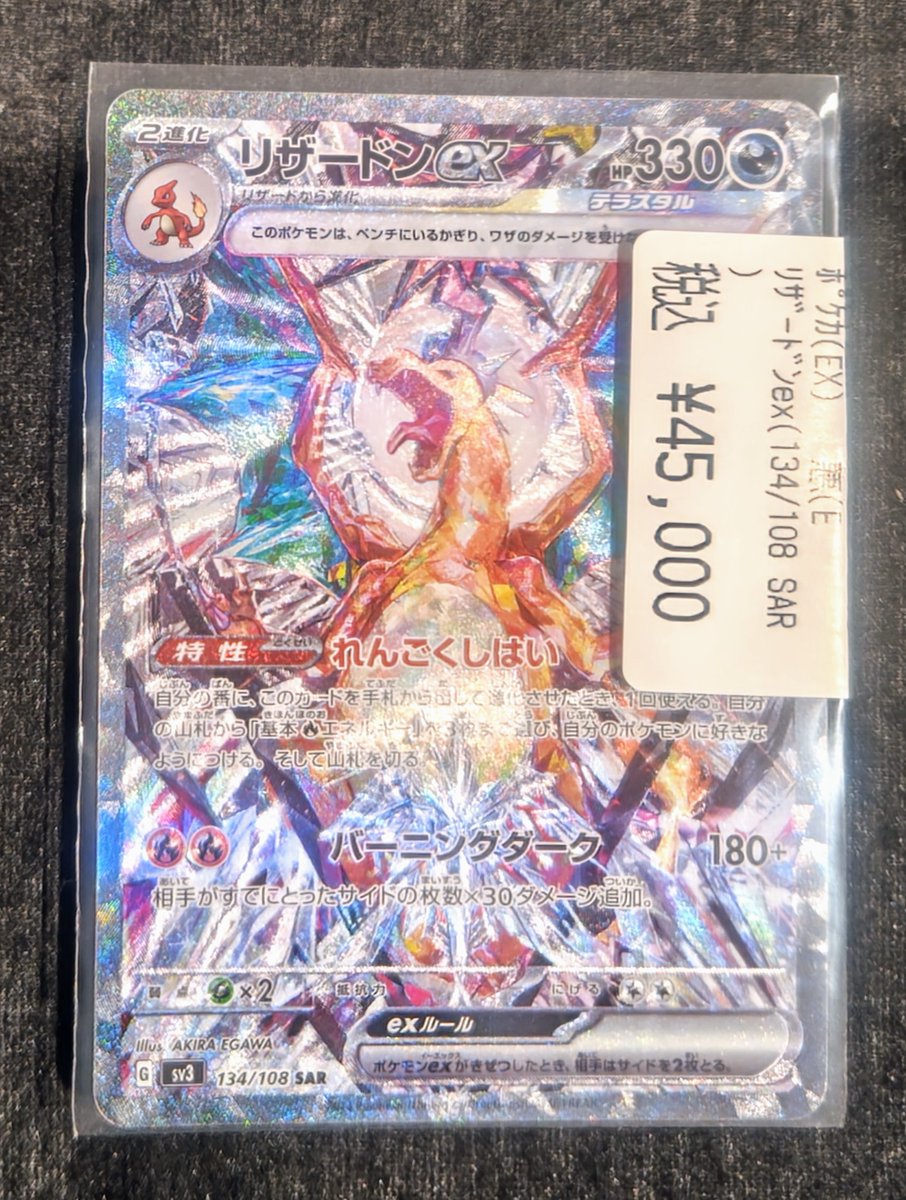 2進化
リザードンex
HP330
リザードから進化
テラスタル
このポケモンは、ベンチにいるかぎり、ワザのダメージを受け
ポケカ(EX) 悪(E
リザードンex(134/108 SAR
)
税込 ¥45,000
特性
れんごくしはい
自分の番に、このカードを手札から出して進化させたとき、1回使える。自分
の山札から「基本エネルギー」を3枚まで選び、自分のポケモンに好きな
ようにつける。そして山札を切る。
バーニングダーク
180+
相手がすでにとったサイドの枚数×30ダメージ追加。
×2
抵抗力
にげる
exルール
ポケモンexがきぜつしたとき、相手はサイドを2枚とる。
Illus. AKIRA EGAWA
G sv3 134/108 SAR